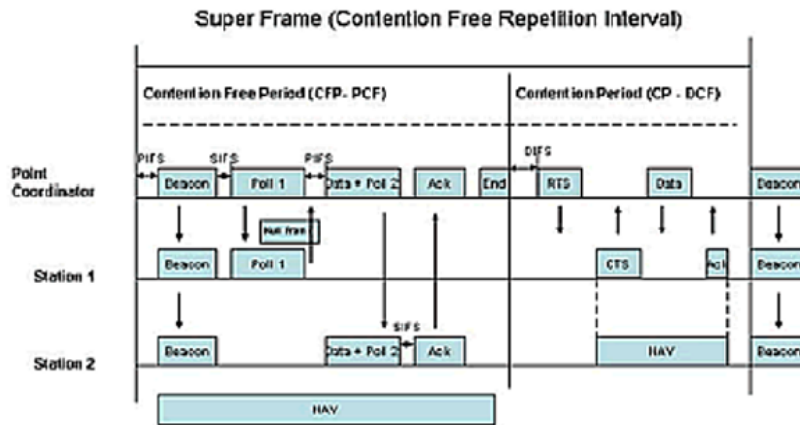 Super Frame (Contention Free Repetition Interval)
Contention Free Period (CFP- PCF)
Contention Period (CP - DCF)
PIFS
SIFS
PIFS
DIFS
Point
Coordinator
Beacon
Poll 1
Data + Poll 2
Ack
End
RTS
Data
Beacon
Null fram
Station 1
Beacon
Poll 1
CTS
Ack
Beacon
SIFS
Station 2
Beacon
Data + Poll 2
Ack
NAV
Beacon
NAV